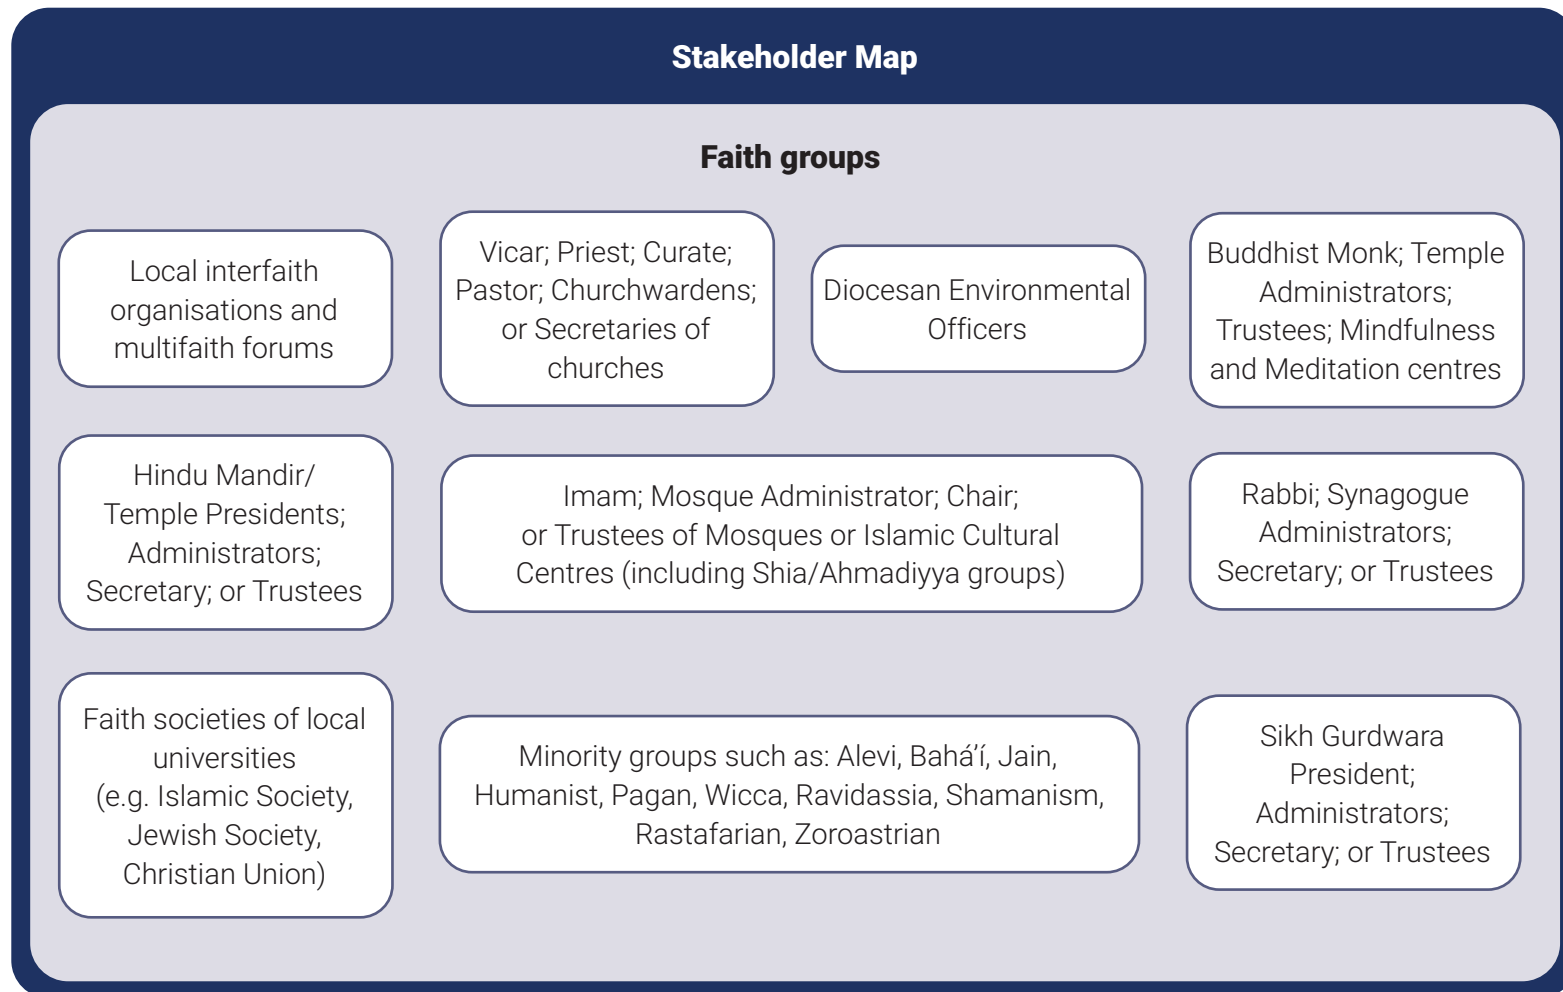 Stakeholder Map
Faith groups
Local interfaith
organisations and
multifaith forums
Vicar; Priest; Curate;
Pastor; Churchwardens;
or Secretaries of
churches
Diocesan Environmental
Officers
Buddhist Monk; Temple
Administrators;
Trustees; Mindfulness
and Meditation centres
Hindu Mandir/
Temple Presidents;
Administrators;
Secretary; or Trustees
Imam; Mosque Administrator; Chair;
or Trustees of Mosques or Islamic Cultural
Centres (including Shia/Ahmadiyya groups)
Rabbi; Synagogue
Administrators;
Secretary; or Trustees
Faith societies of local
universities
(e.g. Islamic Society,
Jewish Society,
Christian Union)
Minority groups such as: Alevi, Bahá’í, Jain,
Humanist, Pagan, Wicca, Ravidassia, Shamanism,
Rastafarian, Zoroastrian
Sikh Gurdwara
President;
Administrators;
Secretary; or Trustees